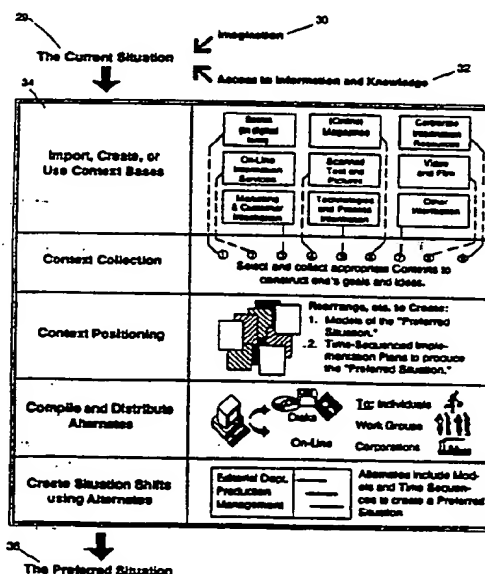 29
30
Imagination
The Current Situation
32
Access to Information and Knowledge
34
Import, Create, or
Use Context Bases
Books
(in digital
form)
(Online)
Magazines
Corporate
Information
Resources
On-Line
Information
Services
Scanned
Text and
Pictures
Video
and Film
Marketing
& Customer
Information
Technologies
and Process
Information
Other
Information
Context Collection
Select and collect appropriate Contexts to
construct one's goals and ideas.
Context Positioning
Rearrange, etc. to Create:
1. Models of the "Preferred
Situation."
2. Time-Sequenced Imple-
mentation Plans to produce
the "Preferred Situation."
Compile and Distribute
Alternates
Disks
On-Line
To: Individuals
Work Groups
Corporations
Create Situation Shifts
using Alternates
Editorial Dept.
Production
Management
Alternates include Mod-
els and Time Sequen-
ces to create a Preferred
Situation
36
The Preferred Situation